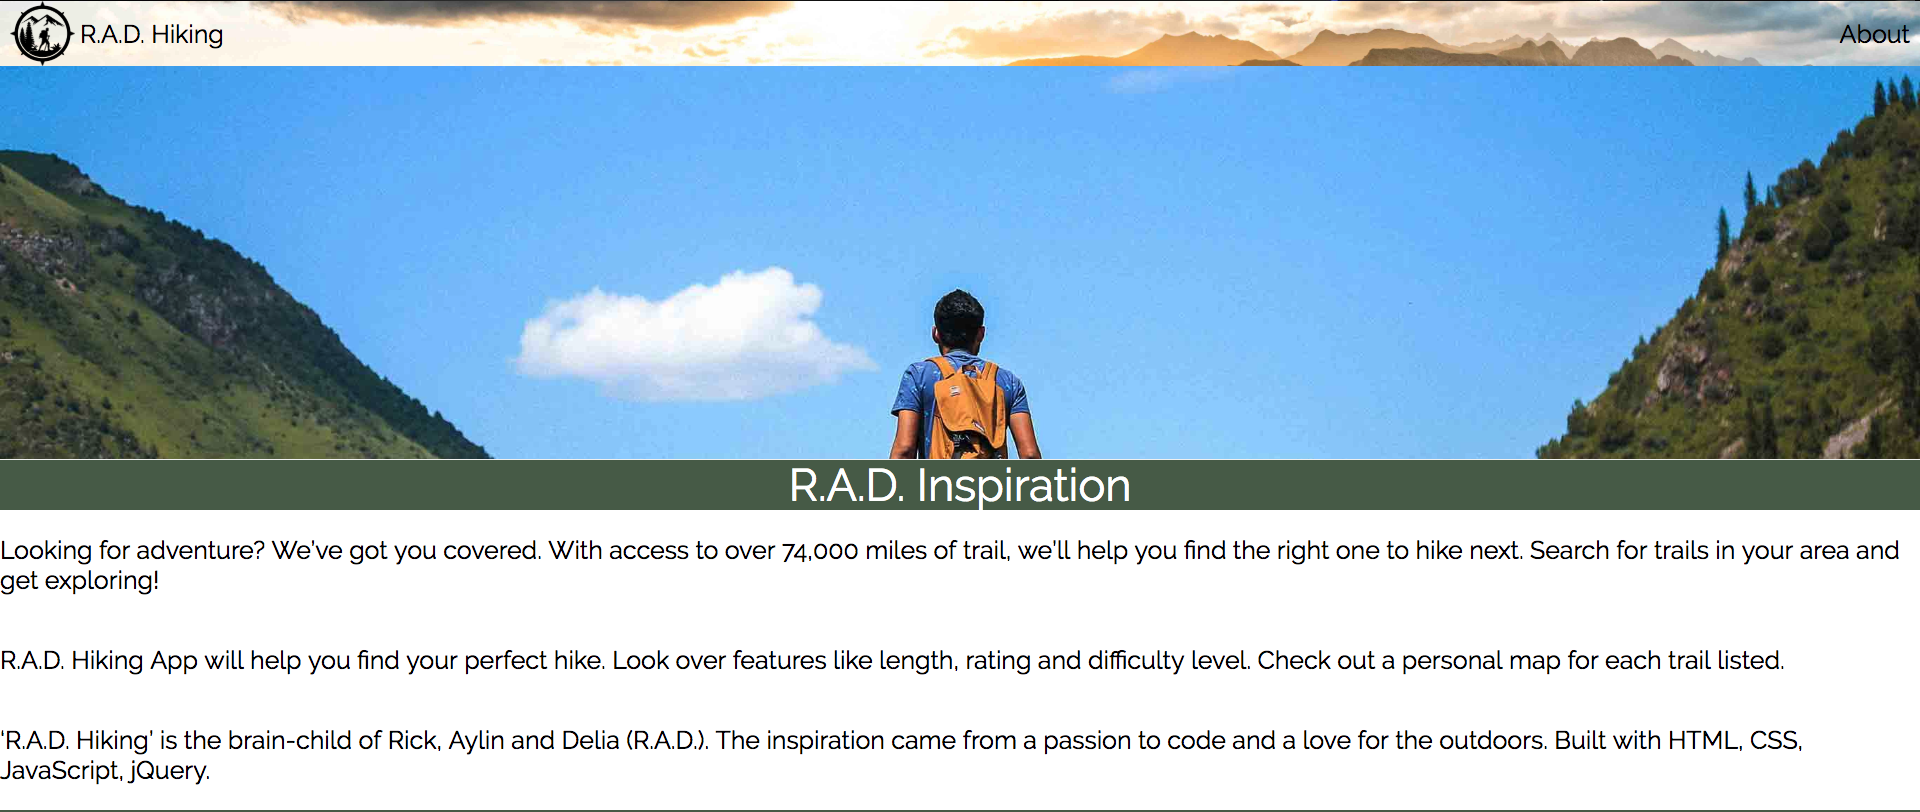 R.A.D. Hiking
About
R.A.D. Inspiration
Looking for adventure? We've got you covered. With access to over 74,000 miles of trail, we'll help you find the right one to hike next. Search for trails in your area and
get exploring!
R.A.D. Hiking App will help you find your perfect hike. Look over features like length, rating and difficulty level. Check out a personal map for each trail listed.
‘R.A.D. Hiking’ is the brain-child of Rick, Aylin and Delia (R.A.D.). The inspiration came from a passion to code and a love for the outdoors. Built with HTML, CSS,
JavaScript, jQuery.